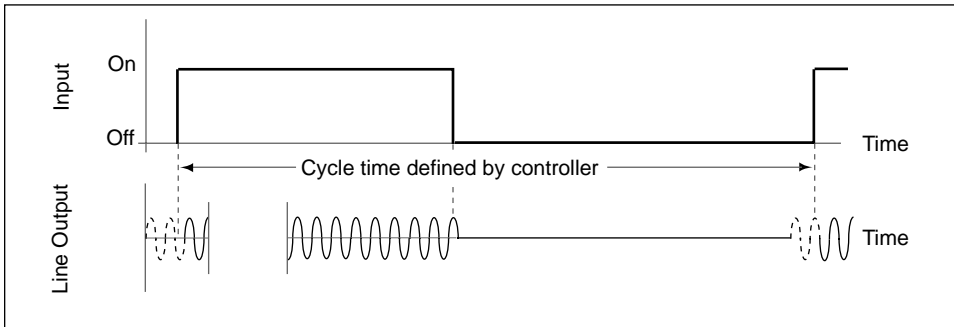 Input
On
Off
Time
Cycle time defined by controller
Line Output
Time